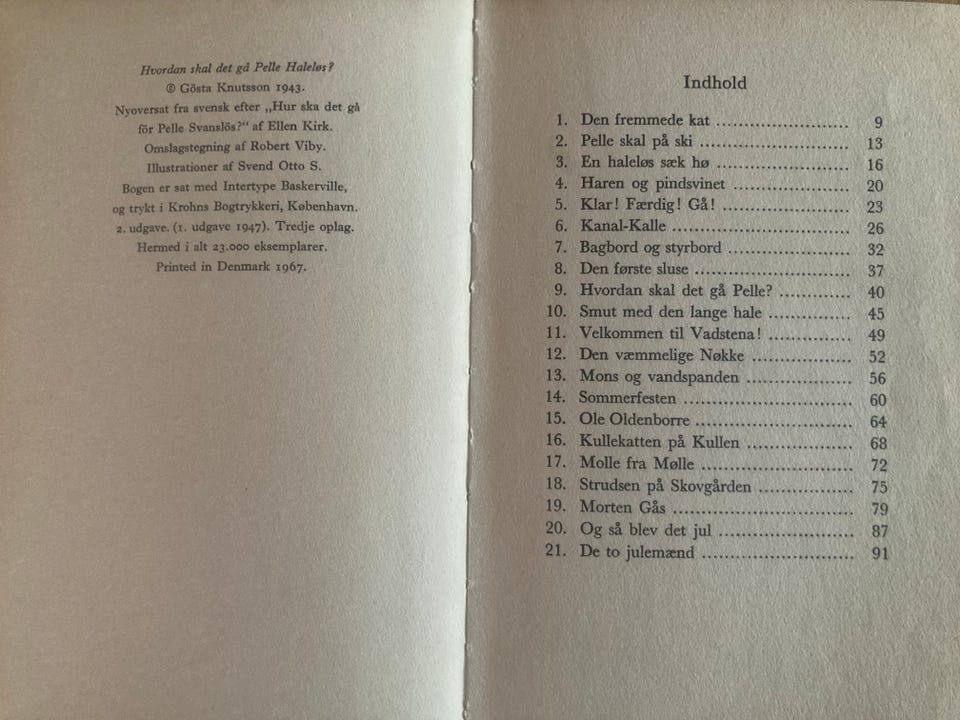 Hvordan skal det gå Pelle Haleløs?
© Gösta Knutsson 1943.
Nyoversat fra svensk efter „Hur ska det gå
för Pelle Svanslös?“ af Ellen Kirk.
Omslagstegning af Robert Viby.
Illustrationer af Svend Otto S.
Bogen er sat med Intertype Baskerville,
og trykt i Krohns Bogtrykkeri, København.
2. udgave. (1. udgave 1947). Tredje oplag.
Hermed i alt 23.000 eksemplarer.
Printed in Denmark 1967.
Indhold
1. Den fremmede kat .................... 9
2. Pelle skal på ski ....................... 13
3. En haleløs sæk hø .................... 16
4. Haren og pindsvinet .................. 20
5. Klar! Færdig! Gå! .................... 23
6. Kanal-Kalle ........................... 26
7. Bagbord og styrbord .................. 32
8. Den første sluse ....................... 37
9. Hvordan skal det gå Pelle? ............. 40
10. Smut med den lange hale .............. 45
11. Velkommen til Vadstena! .............. 49
12. Den væmmelige Nøkke ................ 52
13. Mons og vandspanden ................. 56
14. Sommerfesten .......................... 60
15. Ole Oldenborre ........................ 64
16. Kullekatten på Kullen ................. 68
17. Molle fra Mølle ....................... 72
18. Strudsen på Skovgården ............... 75
19. Morten Gås ............................ 79
20. Og så blev det jul ..................... 87
21. De to julemænd ....................... 91